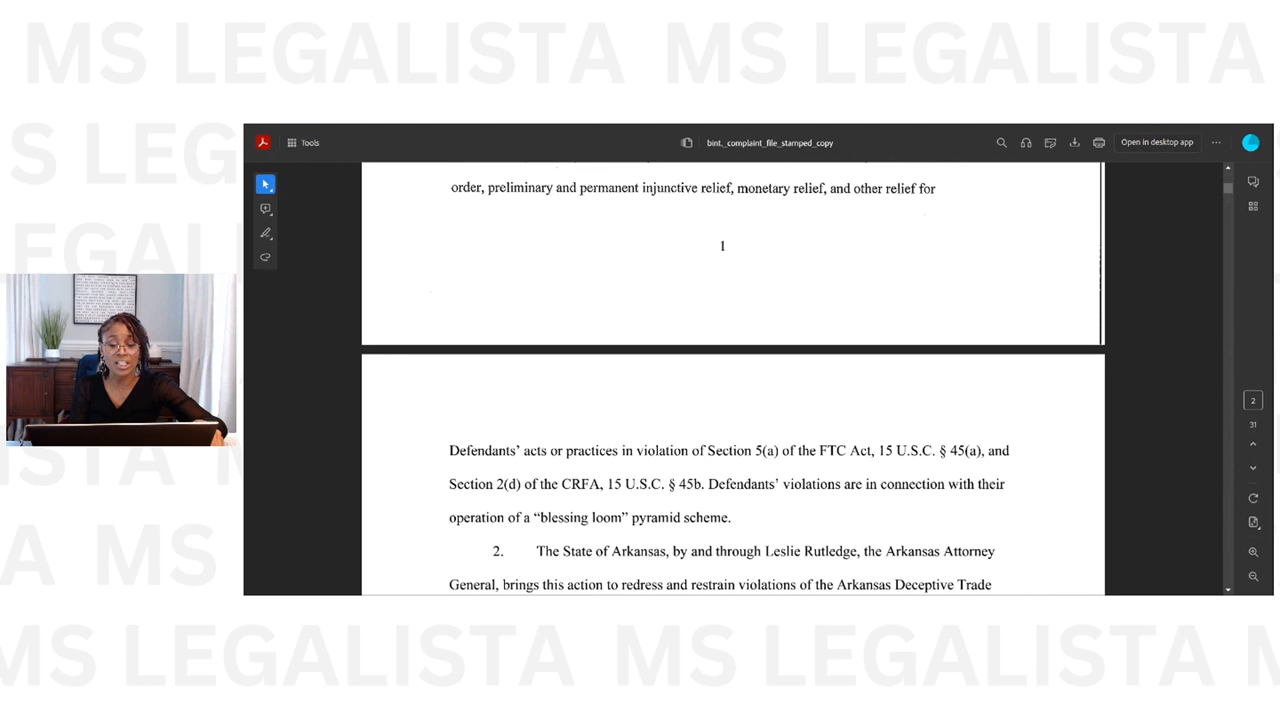 MS LEGALISTA MS LEGALISTA
S LEG
Tools
bint._complaint_file_stamped_copy
Open in desktop app
order, preliminary and permanent injunctive relief, monetary relief, and other relief for
1
EGAL
Defendants’ acts or practices in violation of Section 5(a) of the FTC Act, 15 U.S.C. § 45(a), and
Section 2(d) of the CRFA, 15 U.S.C. § 45b. Defendants’ violations are in connection with their
operation of a “blessing loom” pyramid scheme.
2
31
STA M
2. The State of Arkansas, by and through Leslie Rutledge, the Arkansas Attorney
General, brings this action to redress and restrain violations of the Arkansas Deceptive Trade
A MS
MS LEGALISTA MS LEGALISTA M